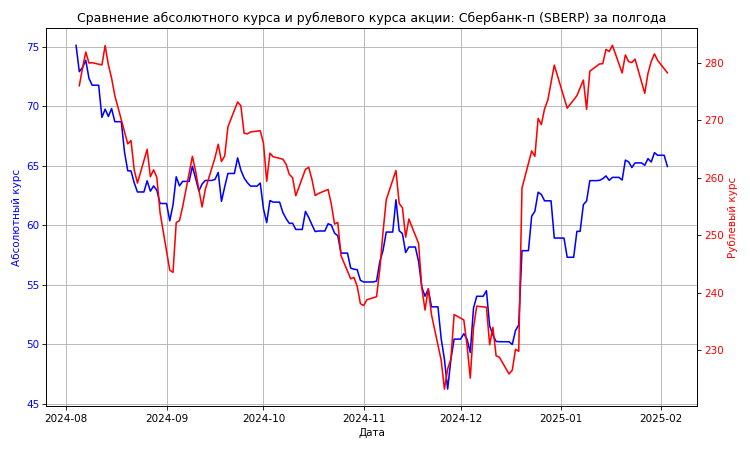 Сравнение абсолютного курса и рублевого курса акции: Сбербанк-п (SBERP) за полгода
75
70
65
60
55
50
45
Абсолютный курс
280
270
260
250
240
230
Рублевый курс
2024-08 2024-09 2024-10 2024-11 2024-12 2025-01 2025-02
Дата